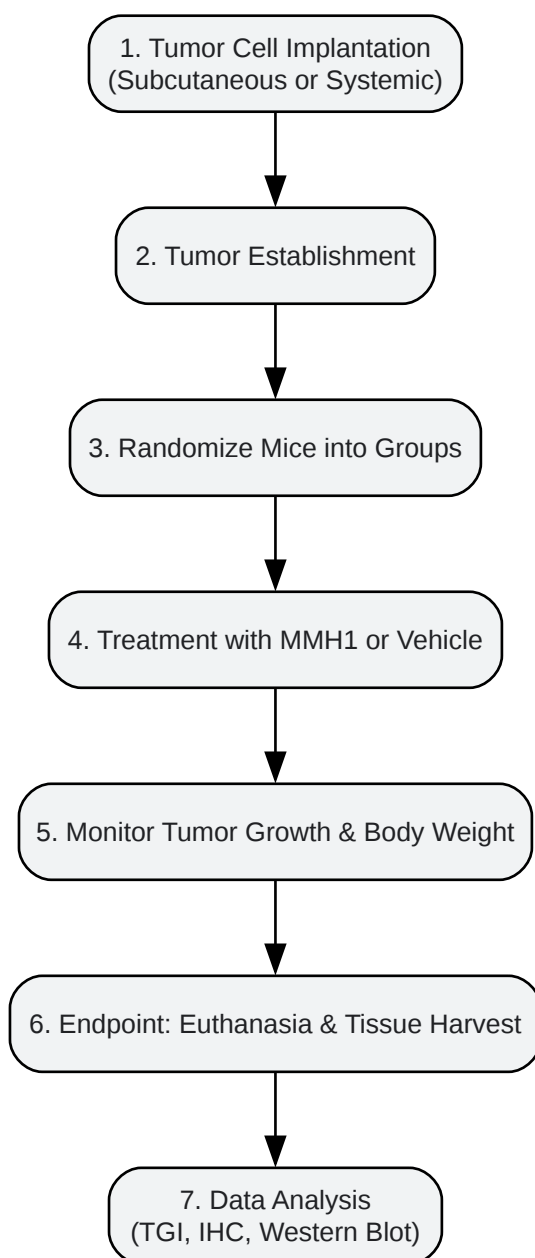 1. Tumor Cell Implantation
(Subcutaneous or Systemic)
2. Tumor Establishment
3. Randomize Mice into Groups
4. Treatment with MMH1 or Vehicle
5. Monitor Tumor Growth & Body Weight
6. Endpoint: Euthanasia & Tissue Harvest
7. Data Analysis
(TGI, IHC, Western Blot)